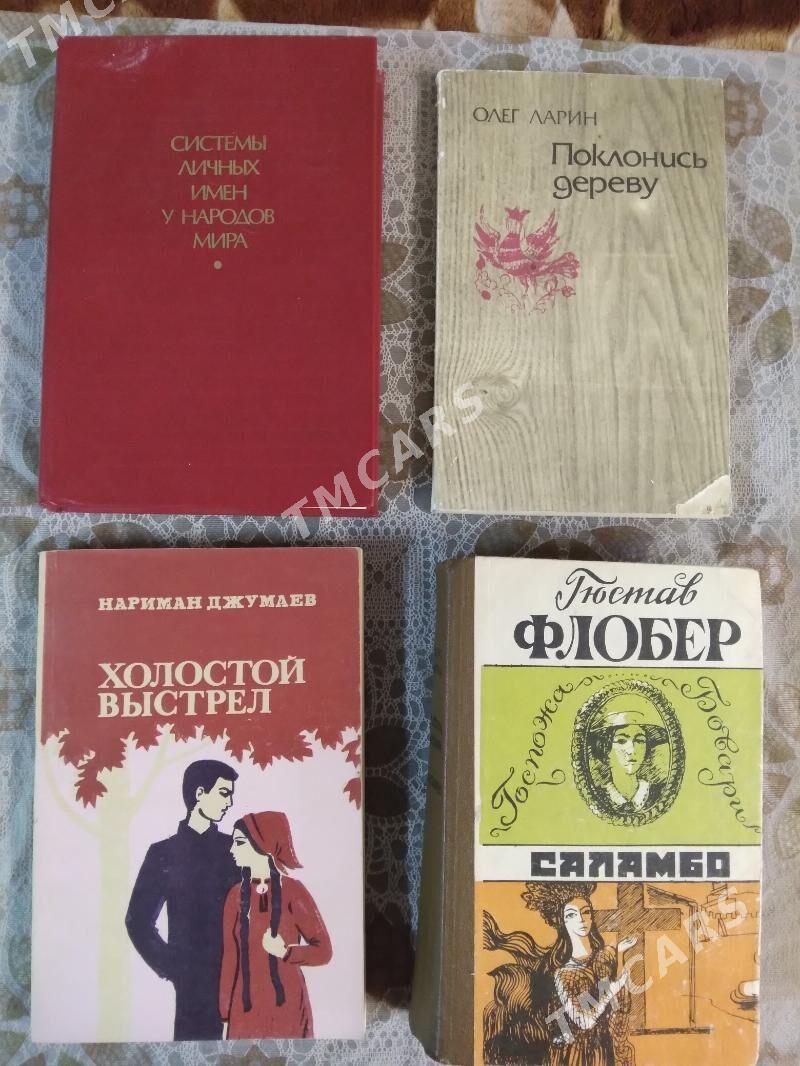 СИСТЕМЫ
ЛИЧНЫХ
ИМЕН
У НАРОДОВ
МИРА
ОЛЕГ ЛАРИН
Поклонись
дереву
НАРИМАН ДЖУМАЕВ
ХОЛОСТОЙ
ВЫСТРЕЛ
Гюстав
ФЛОБЕР
Госпожа
Бовари
САЛАМБО
TMCARS
TMCARS
TMCARS
TMCARS